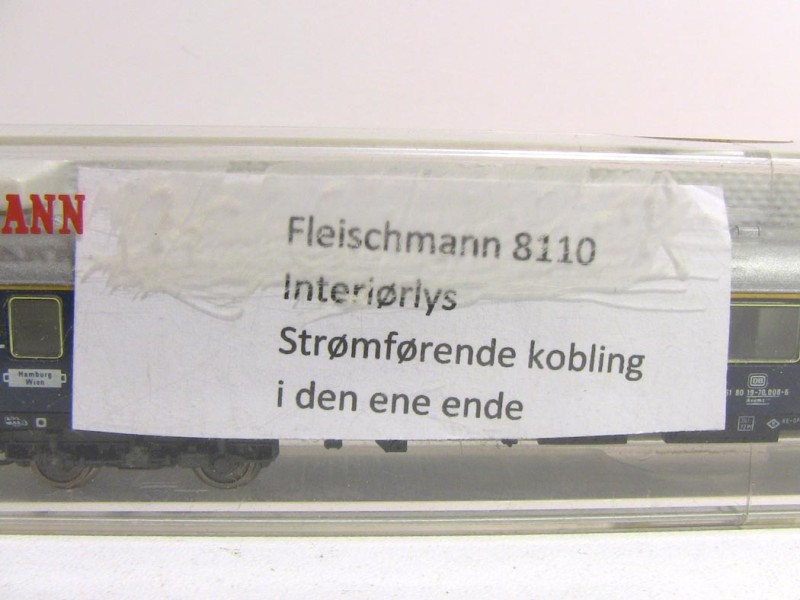 ANN
Fleischmann 8110
Interiørlys
Strømførende kobling
i den ene ende
Hamburg
Wien
DB